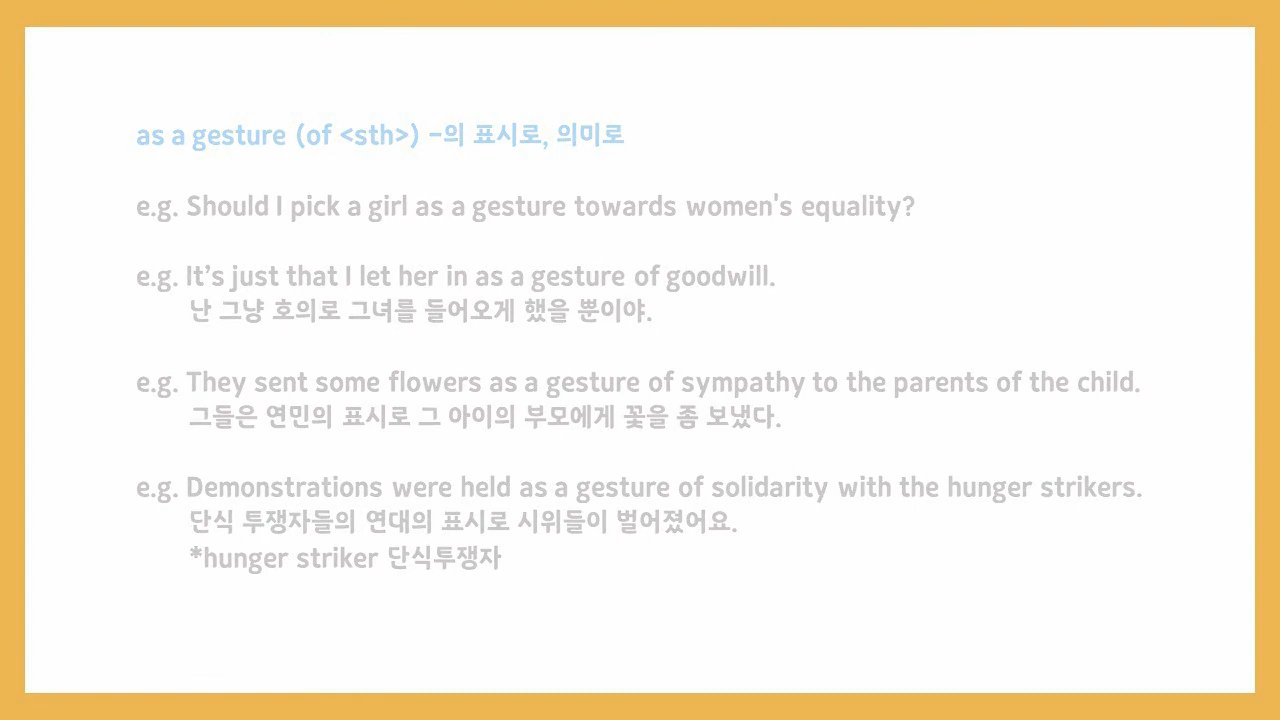 as a gesture (of <sth>) -의 표시로, 의미로
e.g. Should I pick a girl as a gesture towards women's equality?
e.g. It’s just that I let her in as a gesture of goodwill.
난 그냥 호의로 그녀를 들어오게 했을 뿐이야.
e.g. They sent some flowers as a gesture of sympathy to the parents of the child.
그들은 연민의 표시로 그 아이의 부모에게 꽃을 좀 보냈다.
e.g. Demonstrations were held as a gesture of solidarity with the hunger strikers.
단식 투쟁자들의 연대의 표시로 시위들이 벌어졌어요.
*hunger striker 단식투쟁자